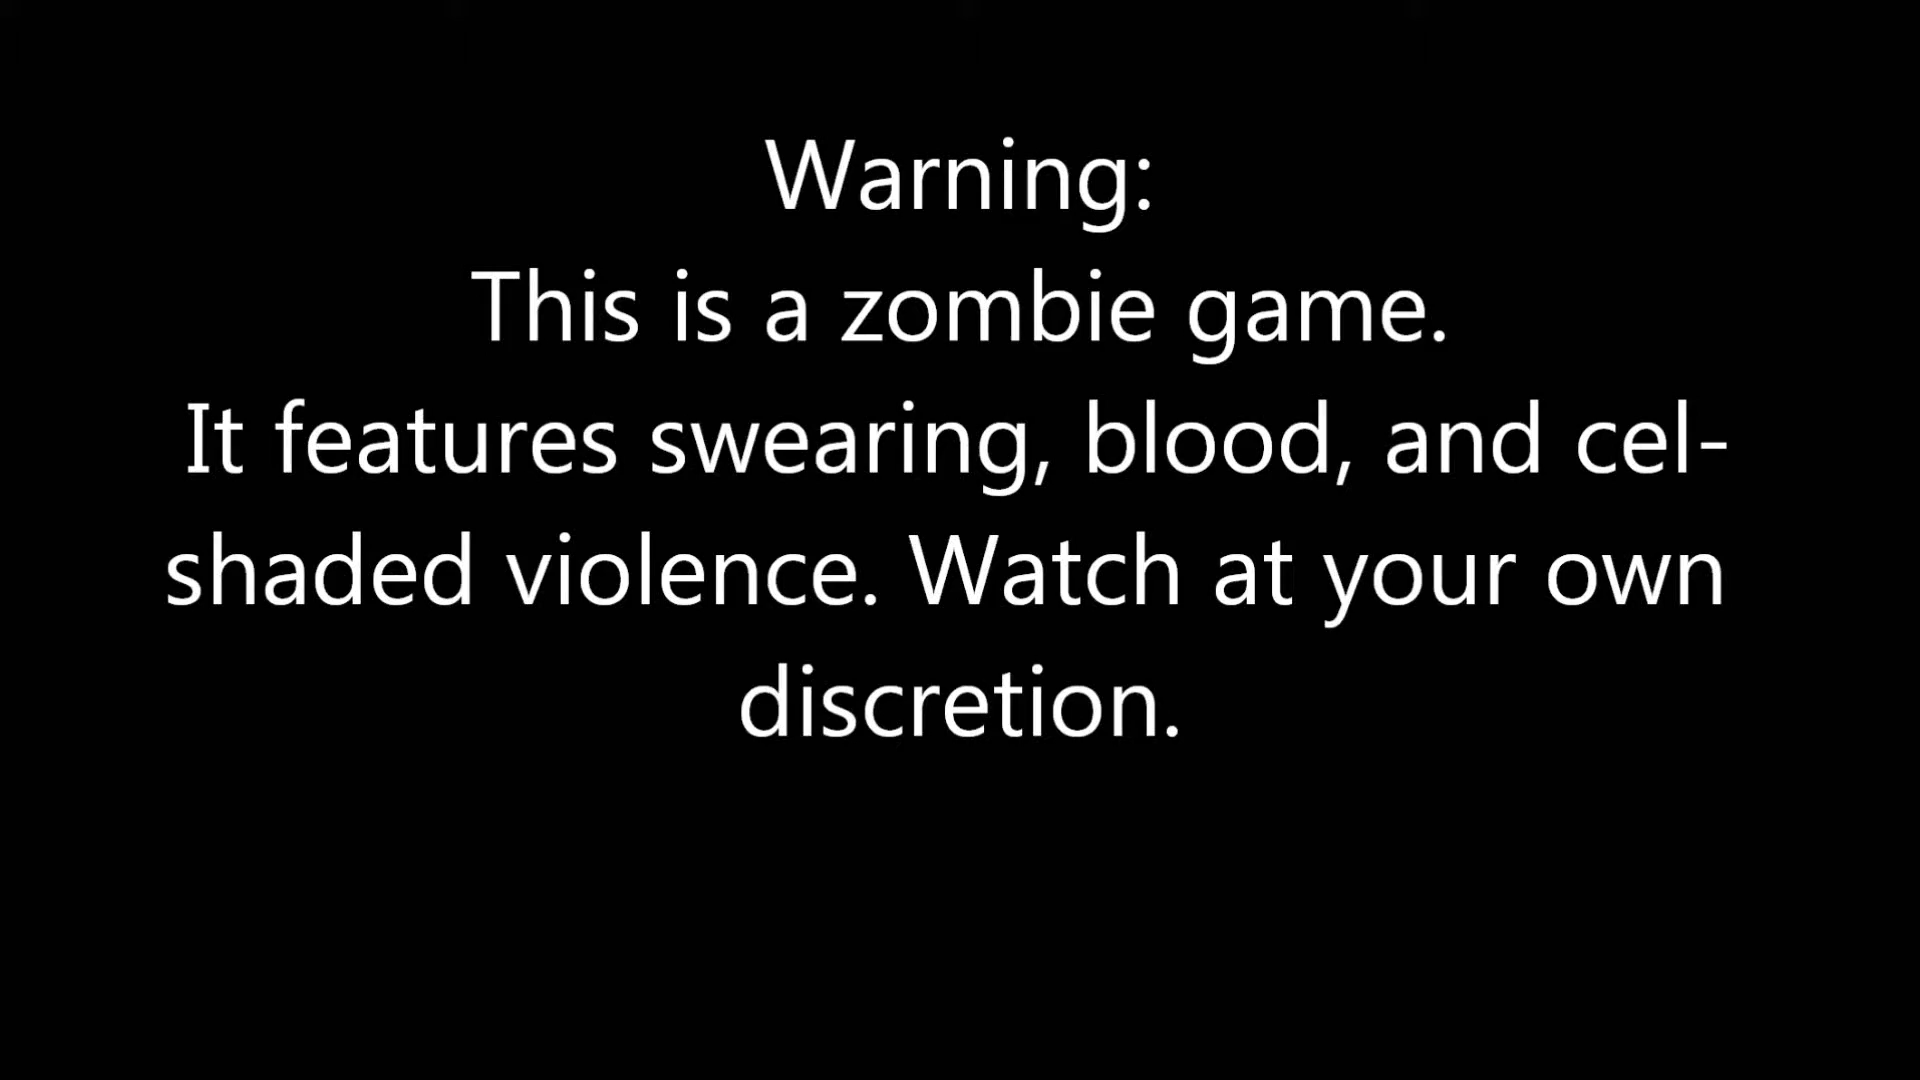 Warning:
This is a zombie game.
It features swearing, blood, and cel-
shaded violence. Watch at your own
discretion.